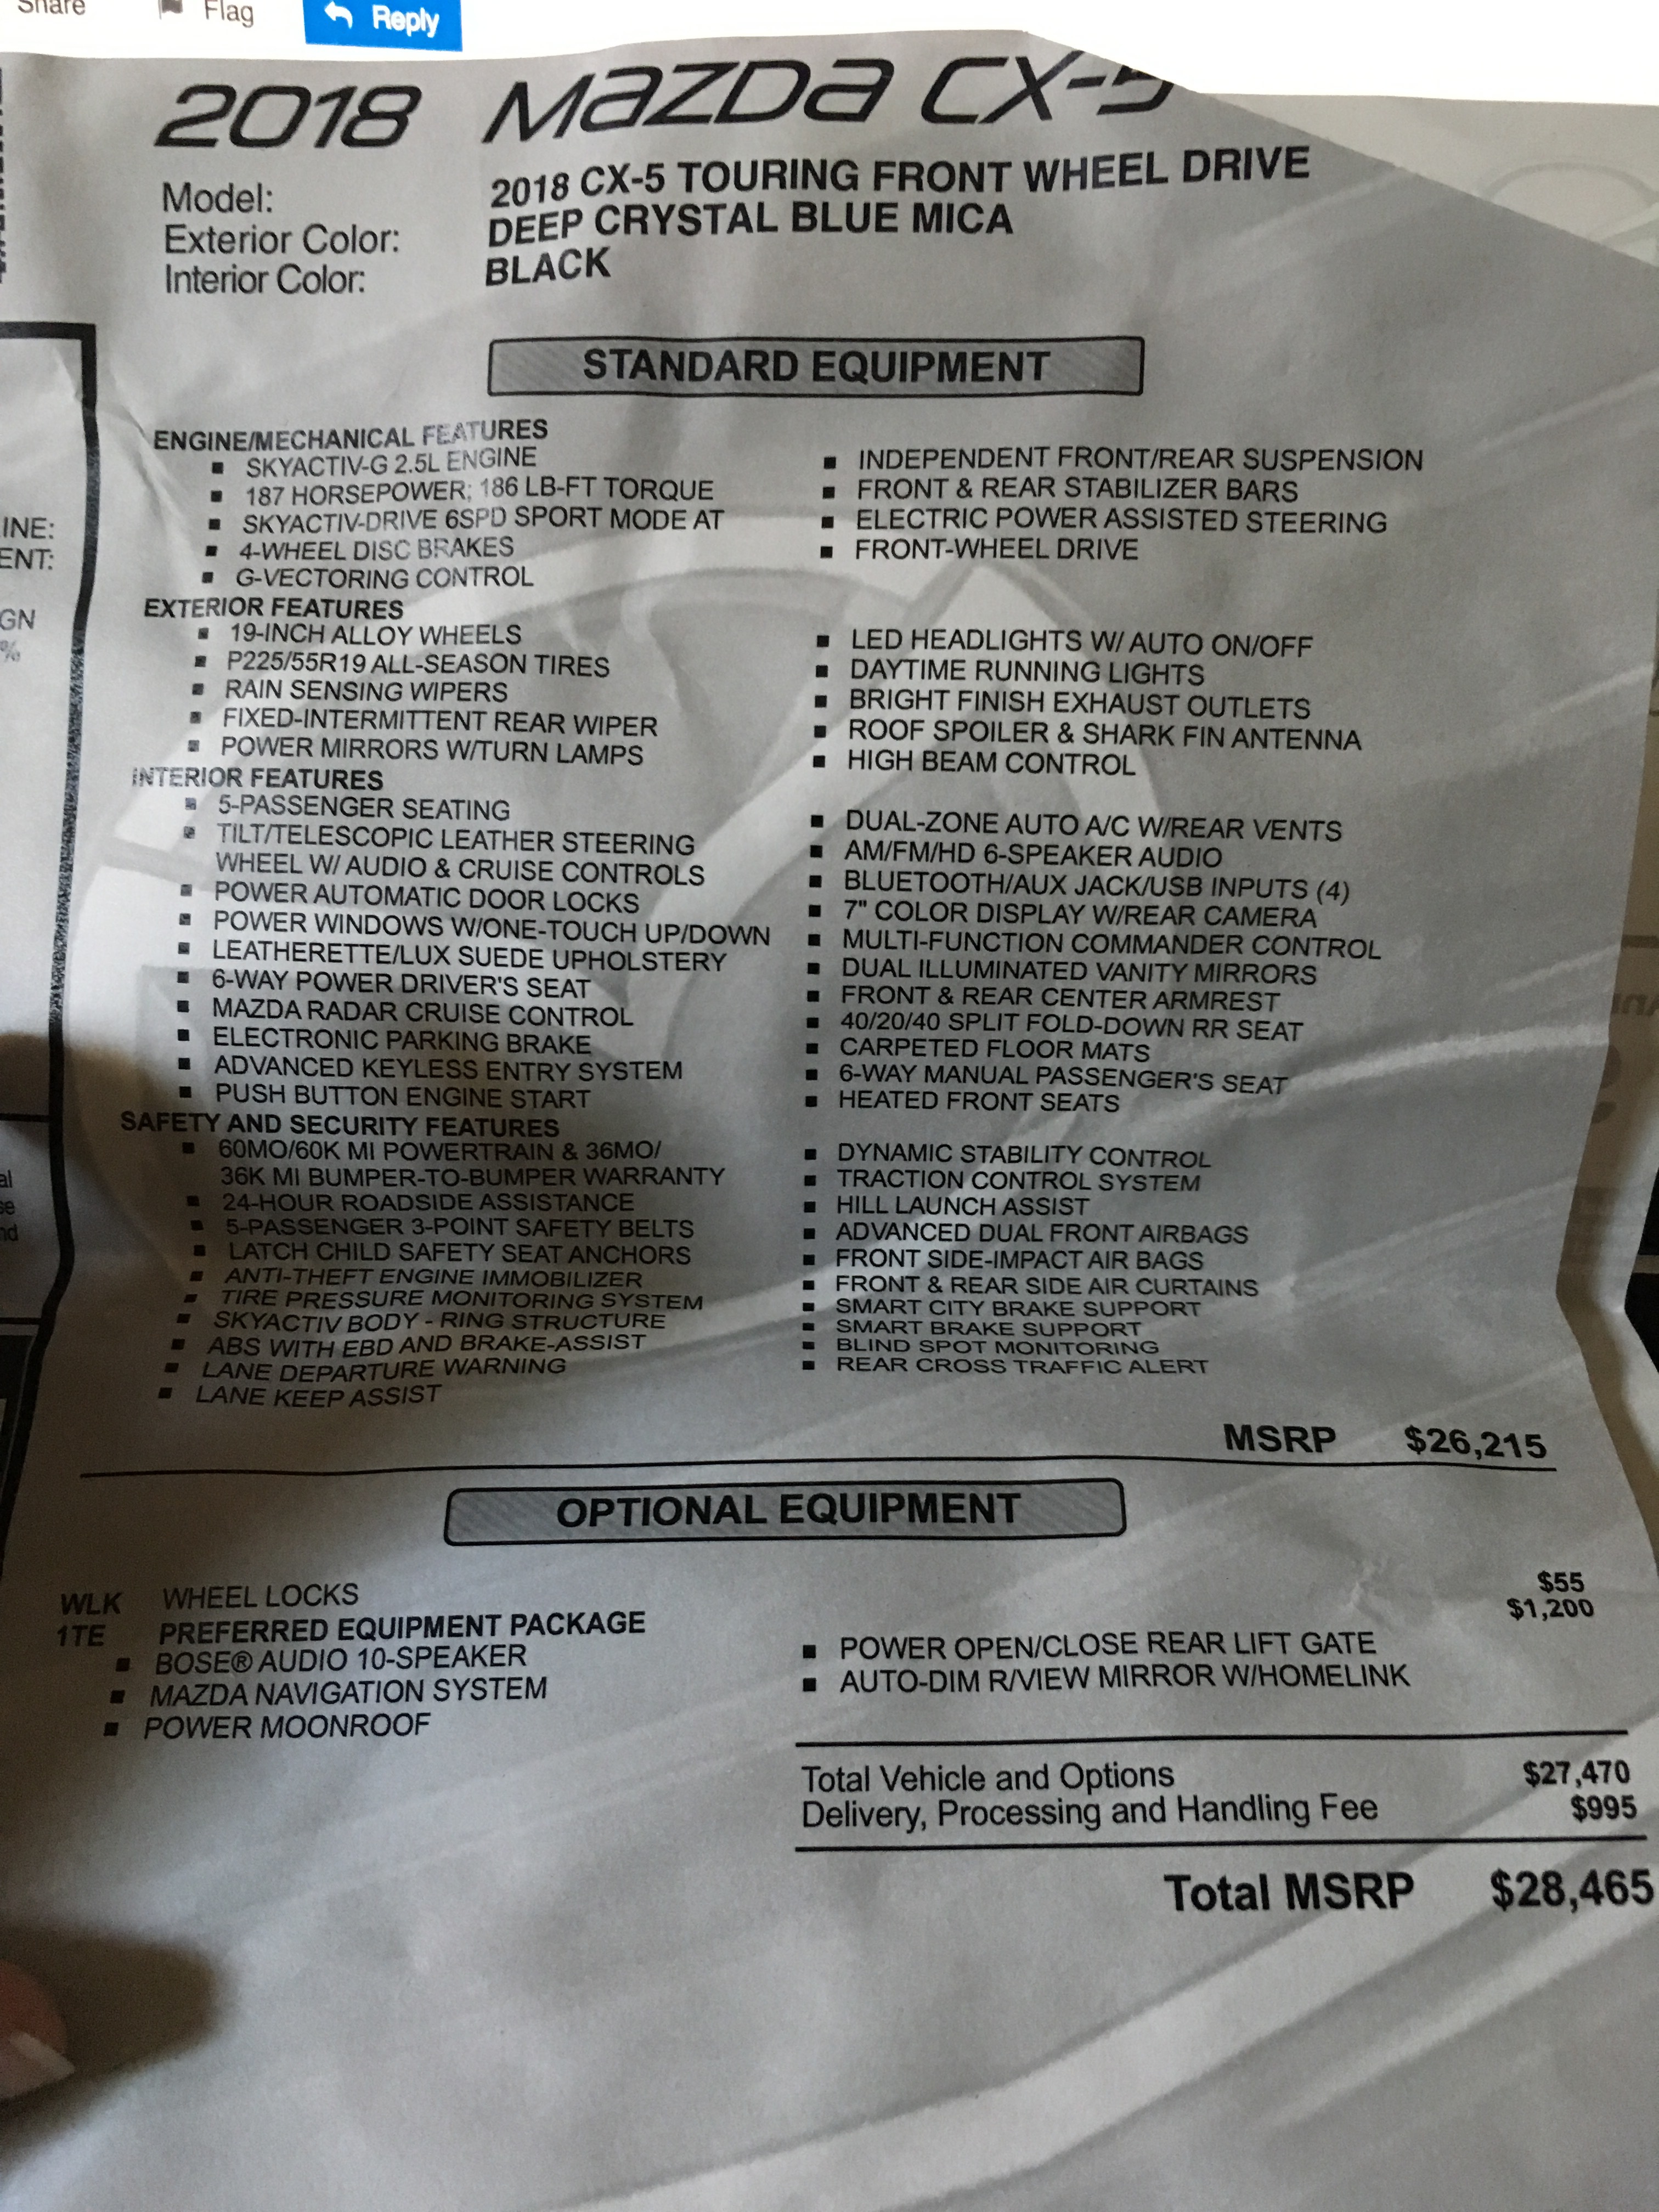 Share Flag Reply
2018 mazda CX-5
Model: 2018 CX-5 TOURING FRONT WHEEL DRIVE
Exterior Color: DEEP CRYSTAL BLUE MICA
Interior Color: BLACK
STANDARD EQUIPMENT
ENGINE/MECHANICAL FEATURES
▪ SKYACTIV-G 2.5L ENGINE
▪ 187 HORSEPOWER; 186 LB-FT TORQUE
▪ SKYACTIV-DRIVE 6SPD SPORT MODE AT
▪ 4-WHEEL DISC BRAKES
▪ G-VECTORING CONTROL
▪ INDEPENDENT FRONT/REAR SUSPENSION
▪ FRONT & REAR STABILIZER BARS
▪ ELECTRIC POWER ASSISTED STEERING
▪ FRONT-WHEEL DRIVE
EXTERIOR FEATURES
▪ 19-INCH ALLOY WHEELS
▪ P225/55R19 ALL-SEASON TIRES
▪ RAIN SENSING WIPERS
▪ FIXED-INTERMITTENT REAR WIPER
▪ POWER MIRRORS W/TURN LAMPS
▪ LED HEADLIGHTS W/ AUTO ON/OFF
▪ DAYTIME RUNNING LIGHTS
▪ BRIGHT FINISH EXHAUST OUTLETS
▪ ROOF SPOILER & SHARK FIN ANTENNA
▪ HIGH BEAM CONTROL
INTERIOR FEATURES
▪ 5-PASSENGER SEATING
▪ TILT/TELESCOPIC LEATHER STEERING
WHEEL W/ AUDIO & CRUISE CONTROLS
▪ POWER AUTOMATIC DOOR LOCKS
▪ POWER WINDOWS W/ONE-TOUCH UP/DOWN
▪ LEATHERETTE/LUX SUEDE UPHOLSTERY
▪ 6-WAY POWER DRIVER'S SEAT
▪ MAZDA RADAR CRUISE CONTROL
▪ ELECTRONIC PARKING BRAKE
▪ ADVANCED KEYLESS ENTRY SYSTEM
▪ PUSH BUTTON ENGINE START
▪ DUAL-ZONE AUTO A/C W/REAR VENTS
▪ AM/FM/HD 6-SPEAKER AUDIO
▪ BLUETOOTH/AUX JACK/USB INPUTS (4)
▪ 7" COLOR DISPLAY W/REAR CAMERA
▪ MULTI-FUNCTION COMMANDER CONTROL
▪ DUAL ILLUMINATED VANITY MIRRORS
▪ FRONT & REAR CENTER ARMREST
▪ 40/20/40 SPLIT FOLD-DOWN RR SEAT
▪ CARPETED FLOOR MATS
▪ 6-WAY MANUAL PASSENGER'S SEAT
▪ HEATED FRONT SEATS
SAFETY AND SECURITY FEATURES
▪ 60MO/60K MI POWERTRAIN & 36MO/
36K MI BUMPER-TO-BUMPER WARRANTY
▪ 24-HOUR ROADSIDE ASSISTANCE
▪ 5-PASSENGER 3-POINT SAFETY BELTS
▪ LATCH CHILD SAFETY SEAT ANCHORS
▪ ANTI-THEFT ENGINE IMMOBILIZER
▪ TIRE PRESSURE MONITORING SYSTEM
▪ SKYACTIV BODY - RING STRUCTURE
▪ ABS WITH EBD AND BRAKE-ASSIST
▪ LANE DEPARTURE WARNING
▪ LANE KEEP ASSIST
▪ DYNAMIC STABILITY CONTROL
▪ TRACTION CONTROL SYSTEM
▪ HILL LAUNCH ASSIST
▪ ADVANCED DUAL FRONT AIRBAGS
▪ FRONT SIDE-IMPACT AIR BAGS
▪ FRONT & REAR SIDE AIR CURTAINS
▪ SMART CITY BRAKE SUPPORT
▪ SMART BRAKE SUPPORT
▪ BLIND SPOT MONITORING
▪ REAR CROSS TRAFFIC ALERT
MSRP $26,215
OPTIONAL EQUIPMENT
WLK WHEEL LOCKS $55
1TE PREFERRED EQUIPMENT PACKAGE $1,200
▪ BOSE® AUDIO 10-SPEAKER
▪ MAZDA NAVIGATION SYSTEM
▪ POWER MOONROOF
▪ POWER OPEN/CLOSE REAR LIFT GATE
▪ AUTO-DIM R/VIEW MIRROR W/HOMELINK
Total Vehicle and Options $27,470
Delivery, Processing and Handling Fee $995
Total MSRP $28,465
INE:
ENT:
GN
%
al
se
nd